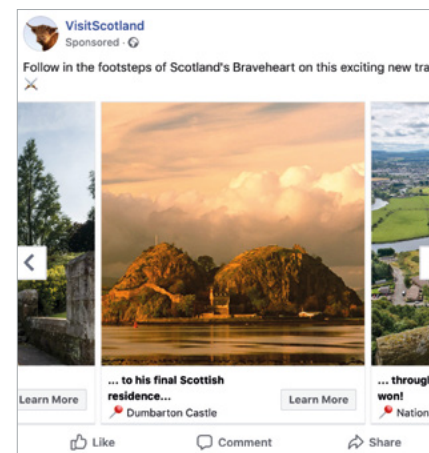 VisitScotland
Sponsored ·
Follow in the footsteps of Scotland's Braveheart on this exciting new tra
... to his final Scottish
residence...
Dumbarton Castle
Learn More
Learn More
... through
won!
Nation
Like
Comment
Share